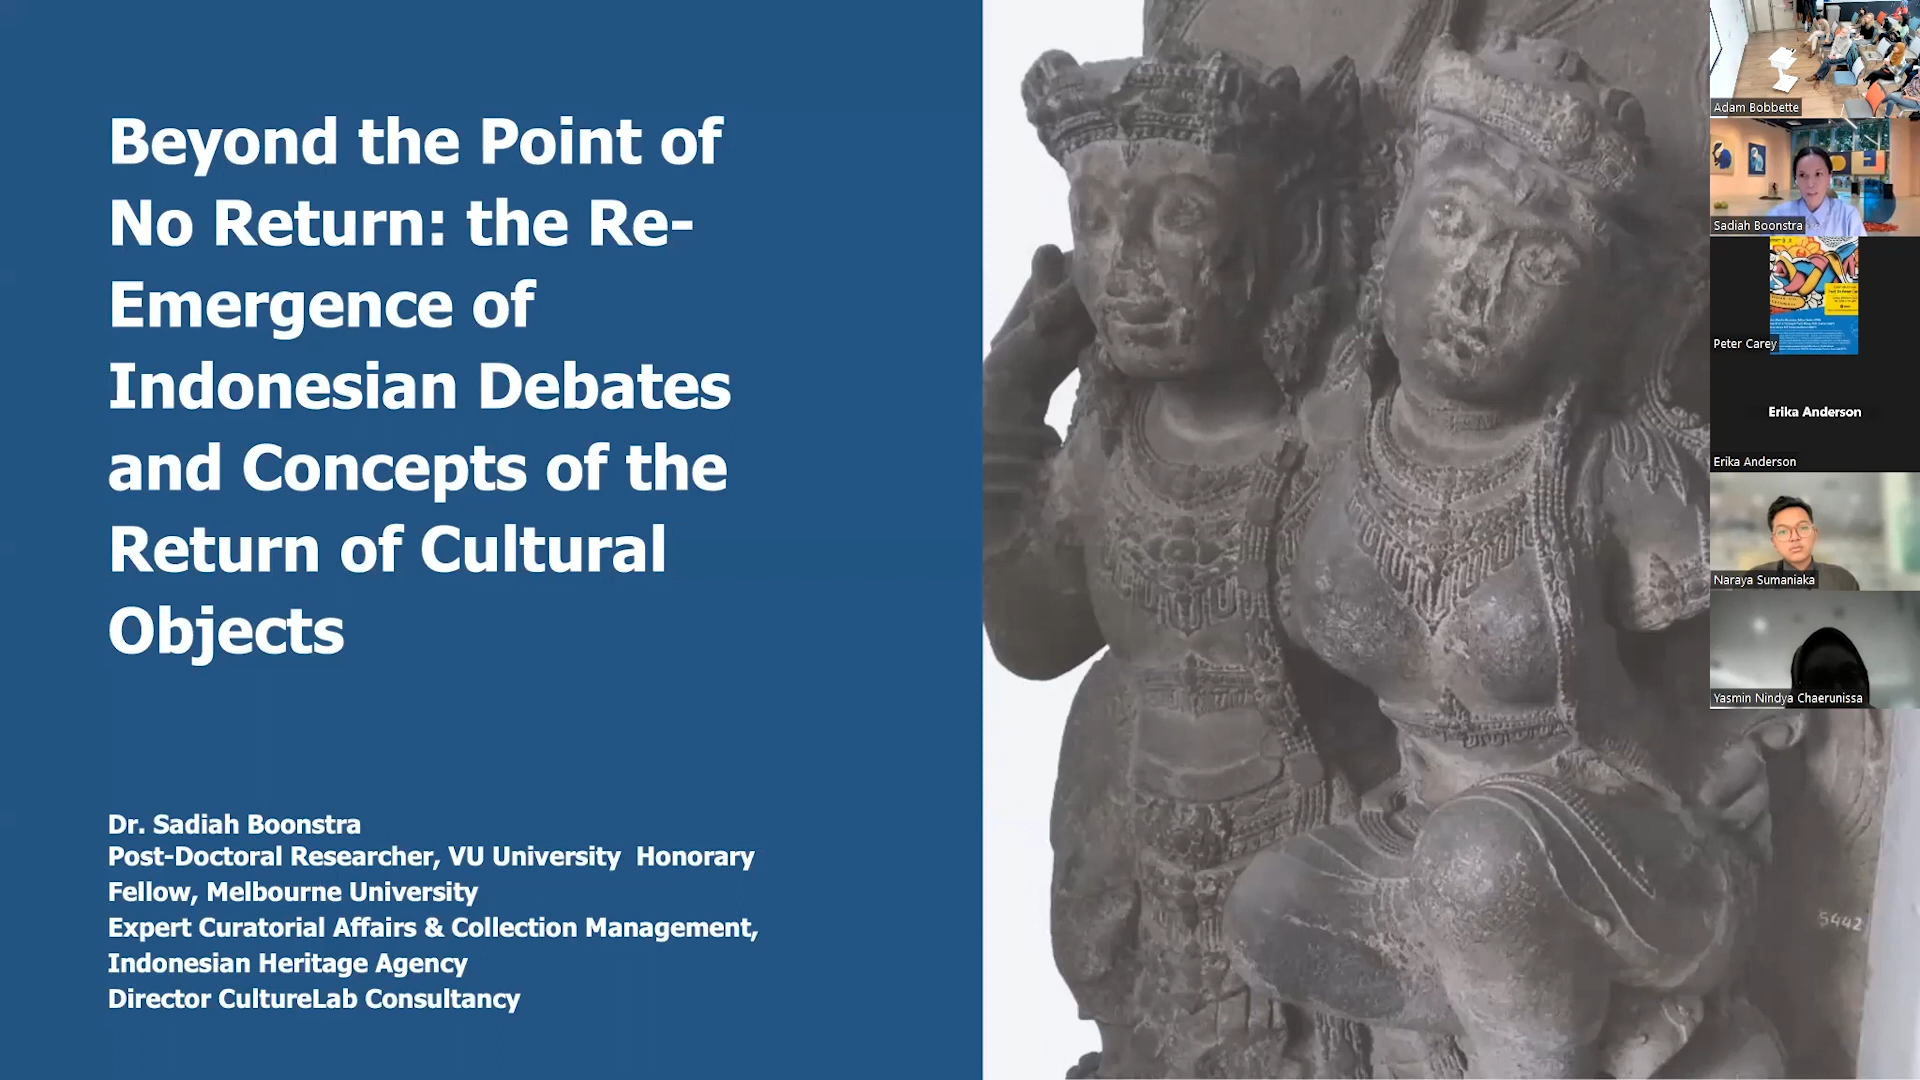 Beyond the Point of
No Return: the Re-
Emergence of
Indonesian Debates
and Concepts of the
Return of Cultural
Objects
Dr. Sadiah Boonstra
Post-Doctoral Researcher, VU University  Honorary
Fellow, Melbourne University
Expert Curatorial Affairs & Collection Management,
Indonesian Heritage Agency
Director CultureLab Consultancy
5442
Adam Bobbette
Sadiah Boonstra
Peter Carey
Erika Anderson
Erika Anderson
Naraya Sumaniaka
Yasmin Nindya Chaerunissa